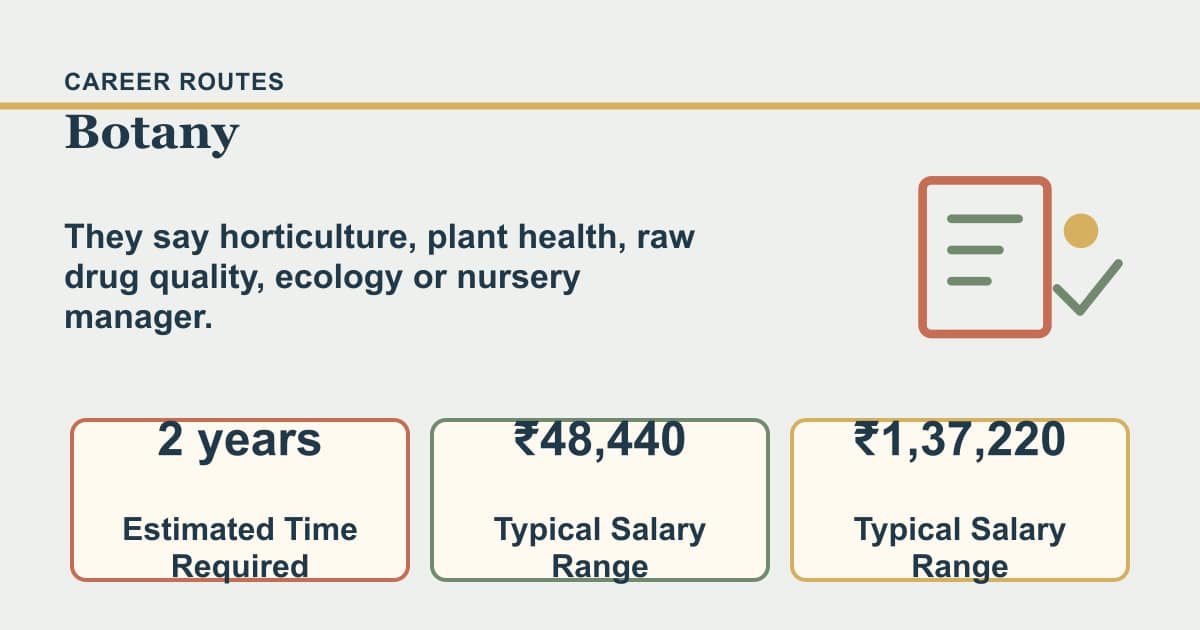 CAREER ROUTES
Botany
They say horticulture, plant health, raw
drug quality, ecology or nursery
manager.
2 years
Estimated Time
Required
₹48,440
Typical Salary
Range
₹1,37,220
Typical Salary
Range